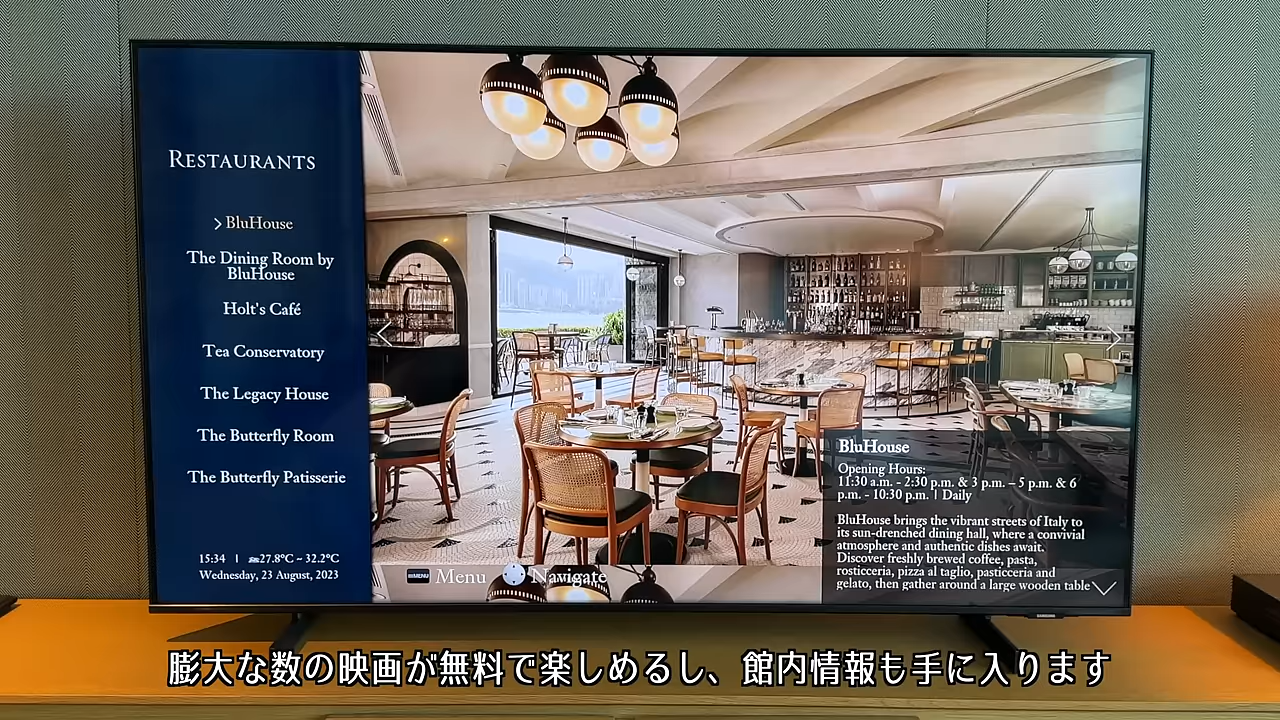 RESTAURANTS
BluHouse
The Dining Room by
BluHouse
Holt's Café
Tea Conservatory
The Legacy House
The Butterfly Room
The Butterfly Patisserie
15:34 | 27.8ºC ~ 32.2ºC
Wednesday, 23 August, 2023
MENU Menu Navigate
BluHouse
Opening Hours:
11:30 a.m. - 2:30 p.m. & 3 p.m. – 5 p.m. & 6
p.m. - 10:30 p.m. | Daily
BluHouse brings the vibrant streets of Italy to
its sun-drenched dining hall, where a convivial
atmosphere and authentic dishes await.
Discover freshly brewed coffee, pasta,
rosticceria, pizza al taglio, pasticceria and
gelato, then gather around a large wooden table
SAMSUNG
膨大な数の映画が無料で楽しめるし、館内情報も手に入ります